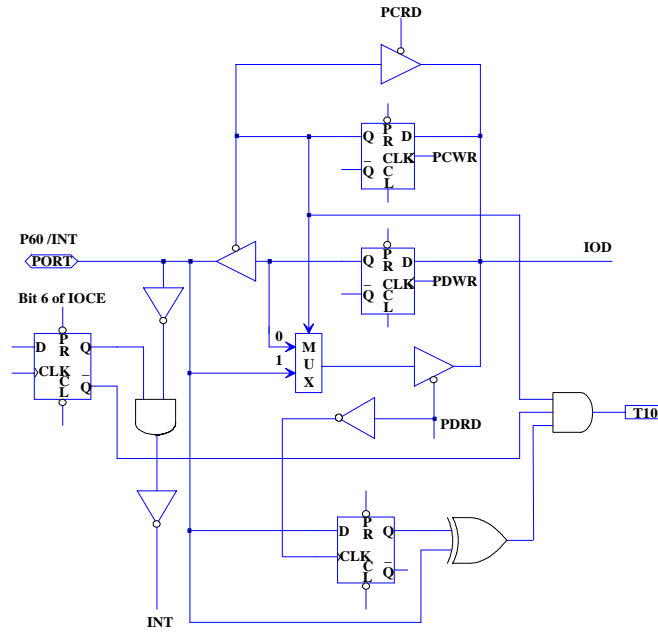 PCRD
P
R
Q
D
CLK
PCWR
Q
C
L
P60 /INT
PORT
IOD
P
R
Q
D
CLK
PDWR
Q
C
L
Bit 6 of IOCE
P
R
D
Q
CLK
C
L
Q
0
1
M
U
X
PDRD
T10
P
R
D
Q
CLK
C
L
Q
INT